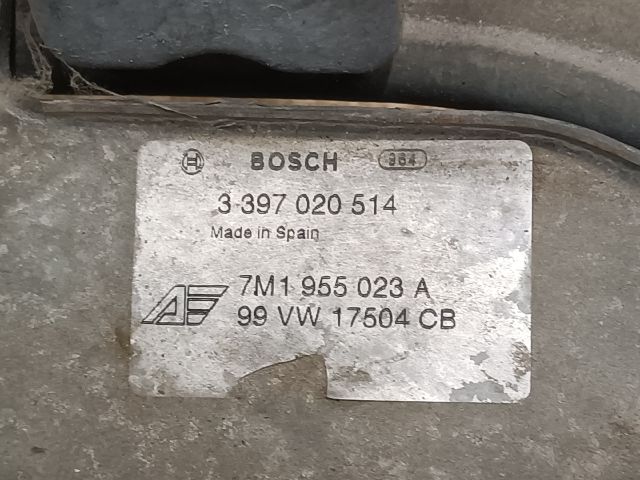 BOSCH 964
3 397 020 514
Made in Spain
7M1 955 023 A
99 VW 17504 CB